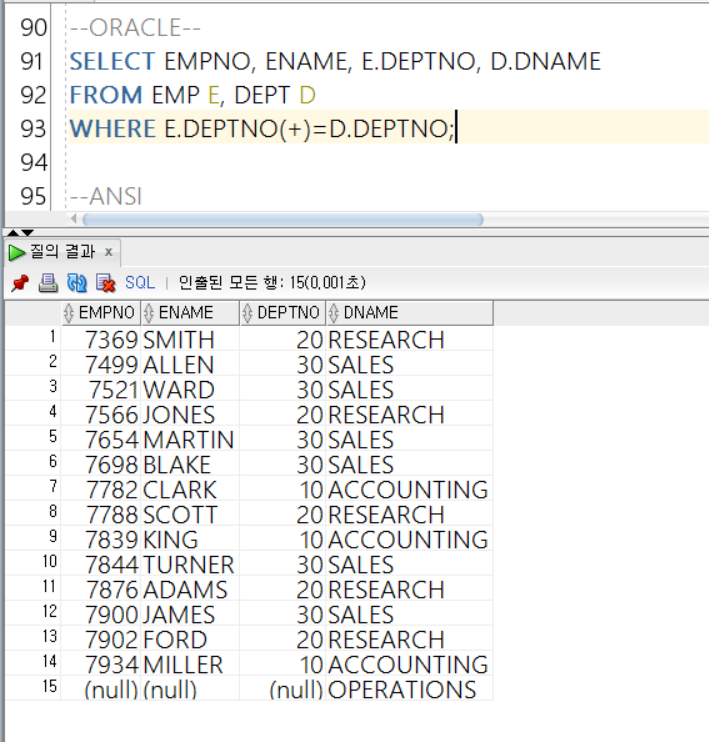 90 --ORACLE--
91 SELECT EMPNO, ENAME, E.DEPTNO, D.DNAME
92 FROM EMP E, DEPT D
93 WHERE E.DEPTNO(+)=D.DEPTNO;
94
95 --ANSI
질의 결과 x
SQL | 인출된 모든 행: 15(0,001초)
EMPNO ENAME DEPTNO DNAME
1 7369 SMITH 20 RESEARCH
2 7499 ALLEN 30 SALES
3 7521 WARD 30 SALES
4 7566 JONES 20 RESEARCH
5 7654 MARTIN 30 SALES
6 7698 BLAKE 30 SALES
7 7782 CLARK 10 ACCOUNTING
8 7788 SCOTT 20 RESEARCH
9 7839 KING 10 ACCOUNTING
10 7844 TURNER 30 SALES
11 7876 ADAMS 20 RESEARCH
12 7900 JAMES 30 SALES
13 7902 FORD 20 RESEARCH
14 7934 MILLER 10 ACCOUNTING
15 (null) (null) (null) OPERATIONS